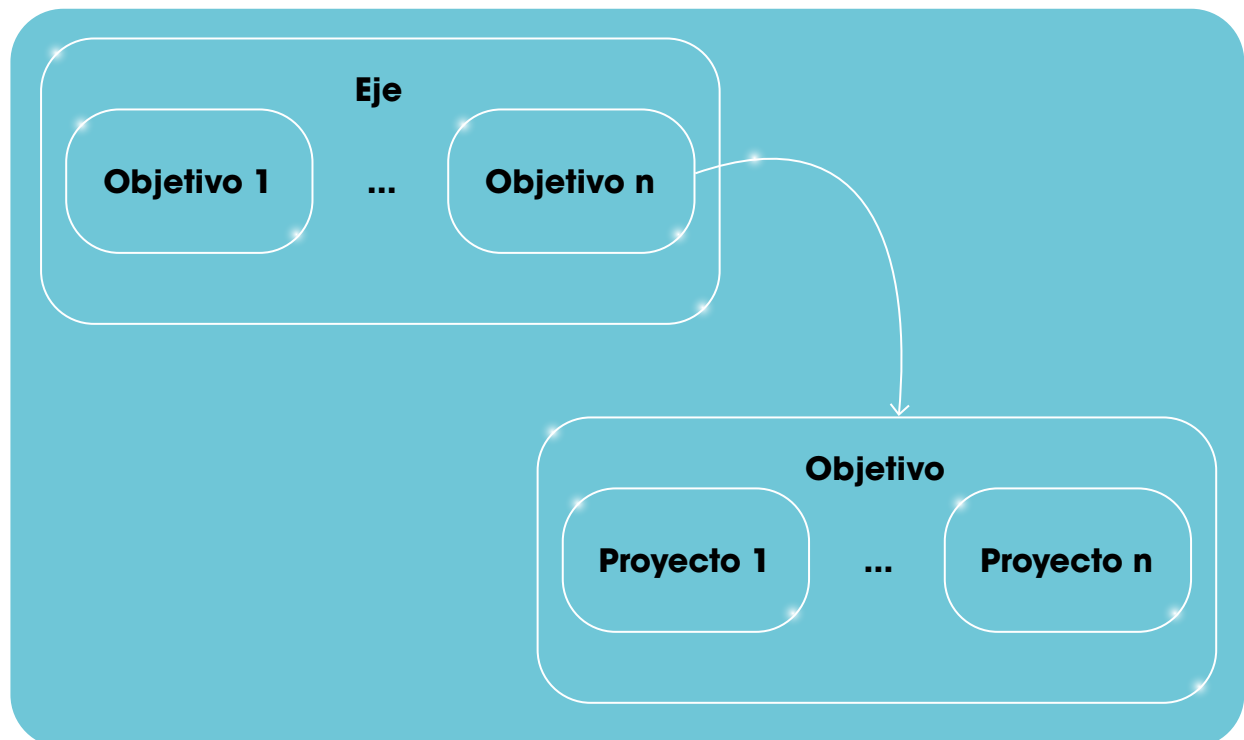 Eje
Objetivo 1 ... Objetivo n
Objetivo
Proyecto 1 ... Proyecto n